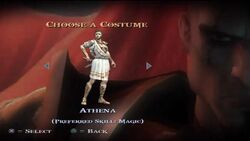 Choose a Costume
Athena
(Preferred Skill: Magic)
= Select = Back